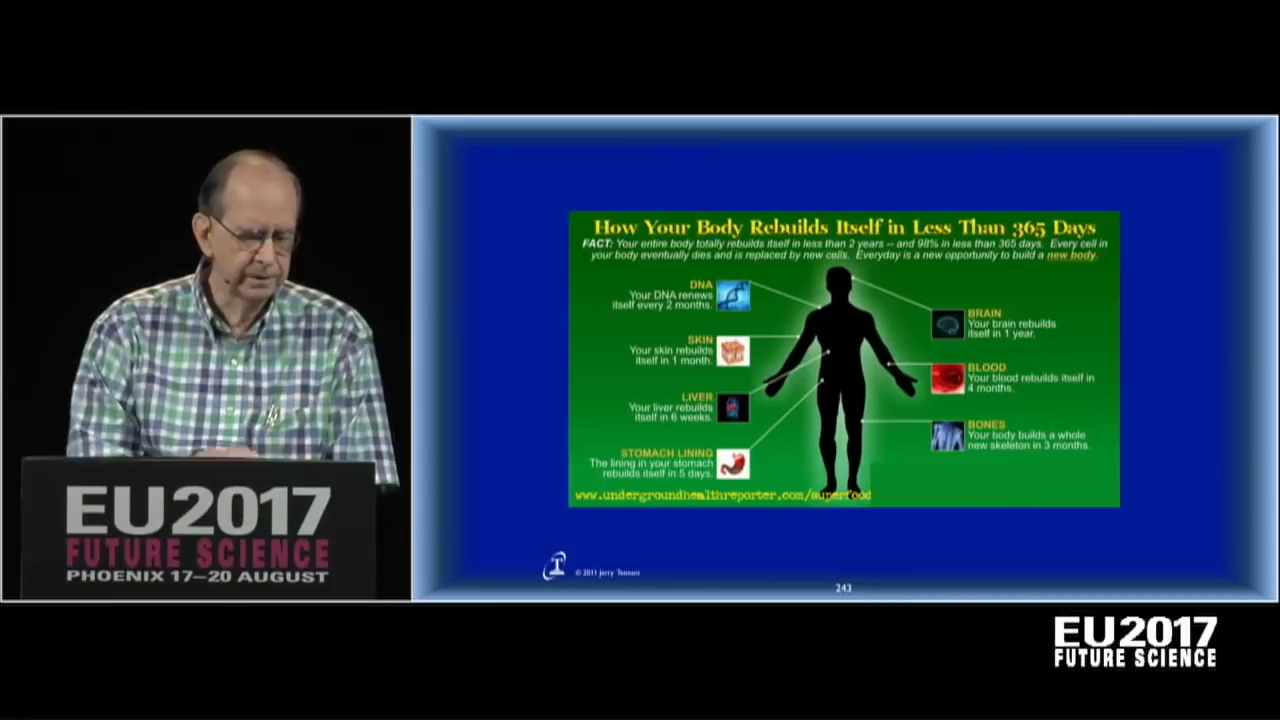 How Your Body Rebuilds Itself in Less Than 365 Days
FACT: Your entire body totally rebuilds itself in less than 2 years -- and 98% in less than 365 days. Every cell in
your body eventually dies and is replaced by new cells. Everyday is a new opportunity to build a new body.
DNA
Your DNA renews
itself every 2 months.
SKIN
Your skin rebuilds
itself in 1 month.
LIVER
Your liver rebuilds
itself in 6 weeks.
STOMACH LINING
The lining in your stomach
rebuilds itself in 5 days.
BRAIN
Your brain rebuilds
itself in 1 year.
BLOOD
Your blood rebuilds itself in
4 months.
BONES
Your body builds a whole
new skeleton in 3 months.
www.undergroundhealthreporter.com/superfood
T
© 2011 Jerry Tennant
243
EU2017
FUTURE SCIENCE
PHOENIX 17–20 AUGUST
EU2017
FUTURE SCIENCE